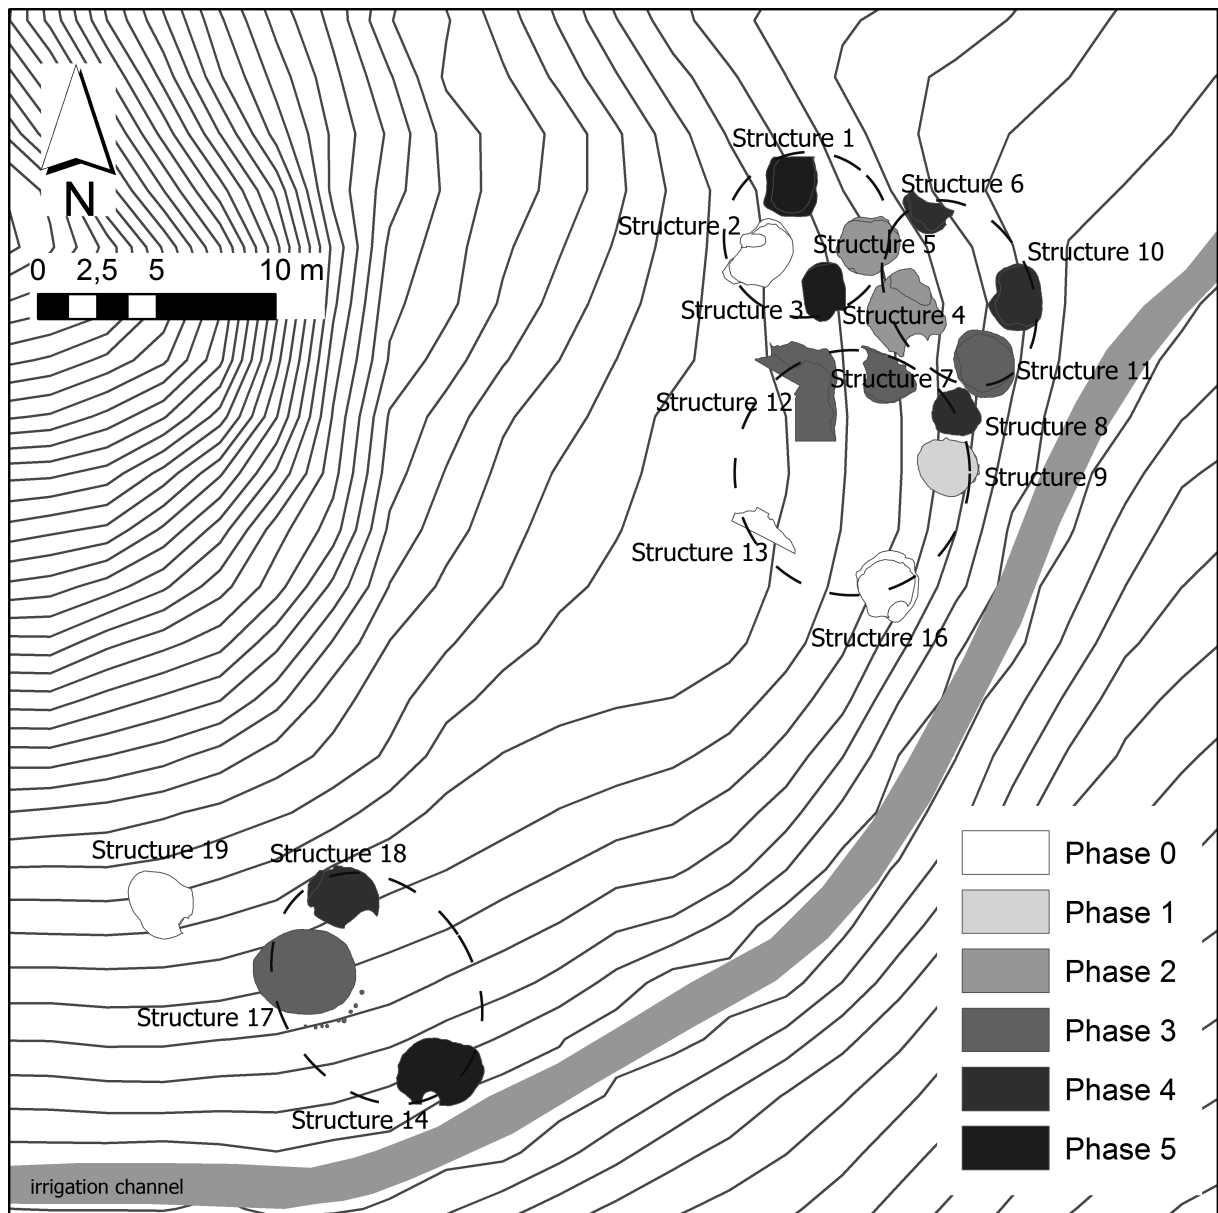 N
0 2,5 5 10 m
Structure 1
Structure 6
Structure 2
Structure 5
Structure 10
Structure 3
Structure 4
Structure 7
Structure 11
Structure 12
Structure 8
Structure 9
Structure 13
Structure 16
Structure 19
Structure 18
Structure 17
Structure 14
irrigation channel
Phase 0
Phase 1
Phase 2
Phase 3
Phase 4
Phase 5